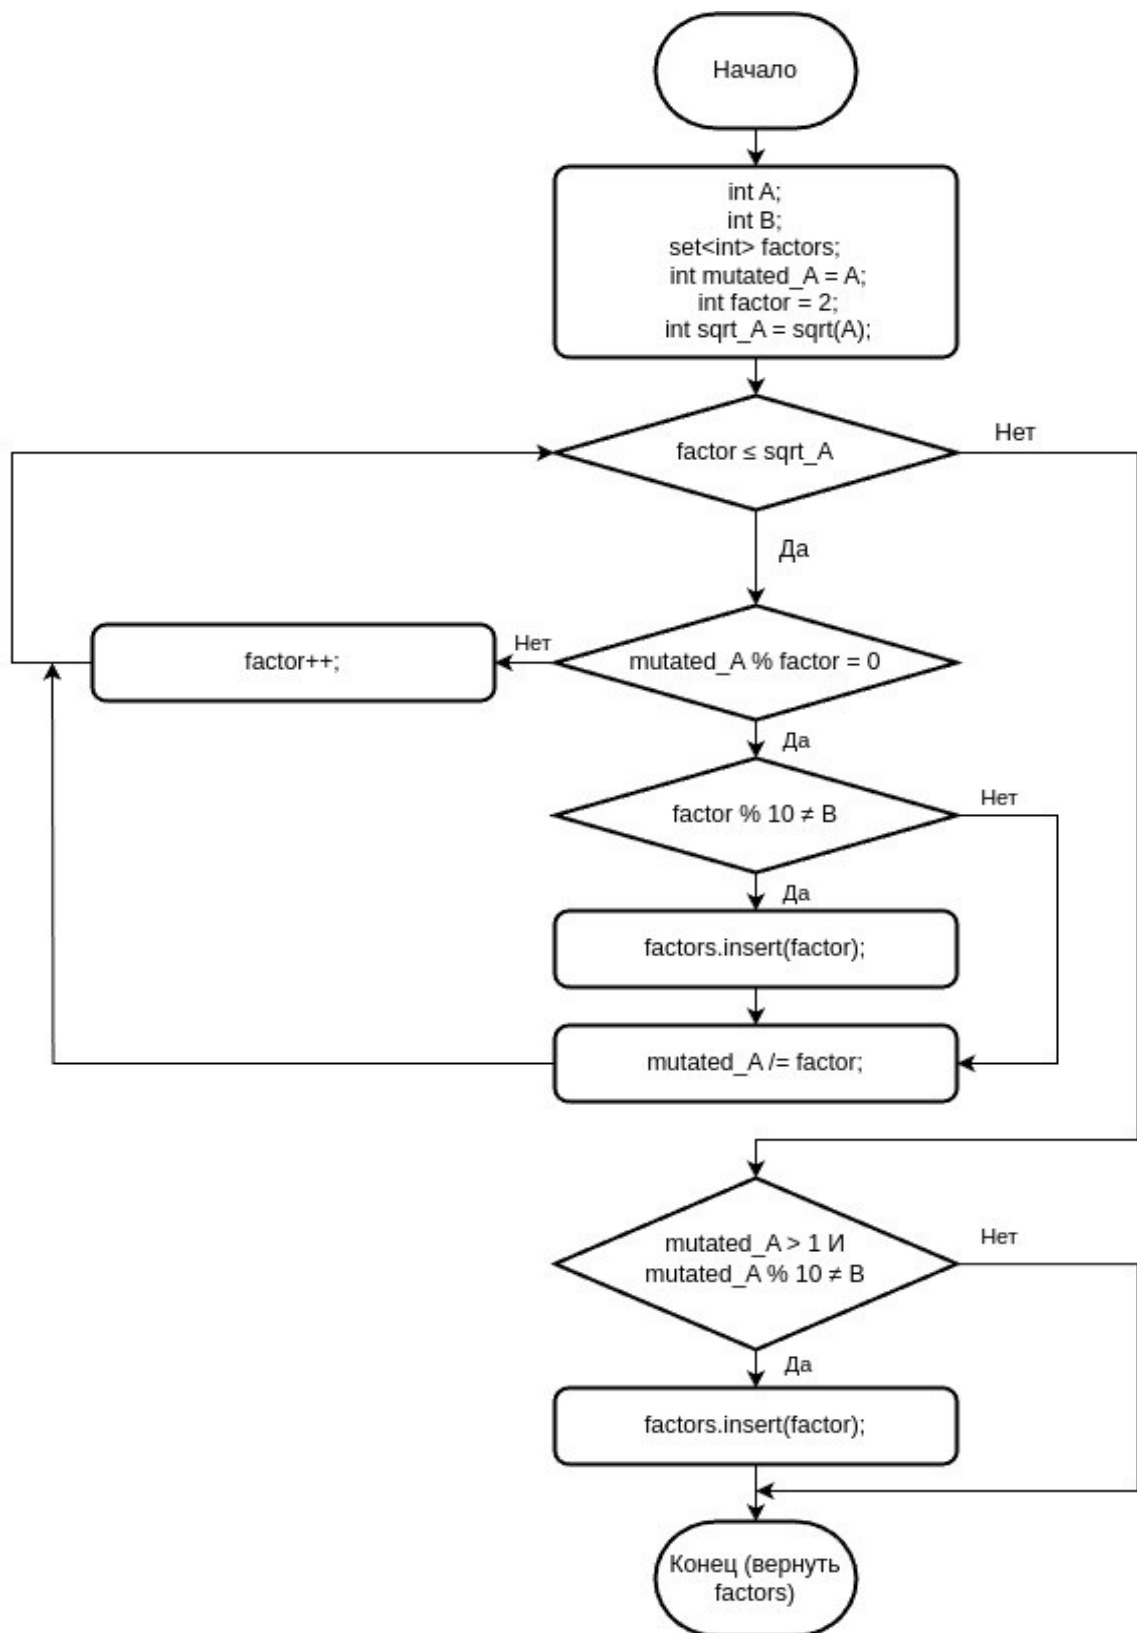 Начало
int A;
int B;
set<int> factors;
int mutated_A = A;
int factor = 2;
int sqrt_A = sqrt(A);
factor ≤ sqrt_A
Нет
Да
factor++;
Нет
mutated_A % factor = 0
Да
factor % 10 ≠ B
Нет
Да
factors.insert(factor);
mutated_A /= factor;
mutated_A > 1 И
mutated_A % 10 ≠ B
Нет
Да
factors.insert(factor);
Конец (вернуть
factors)